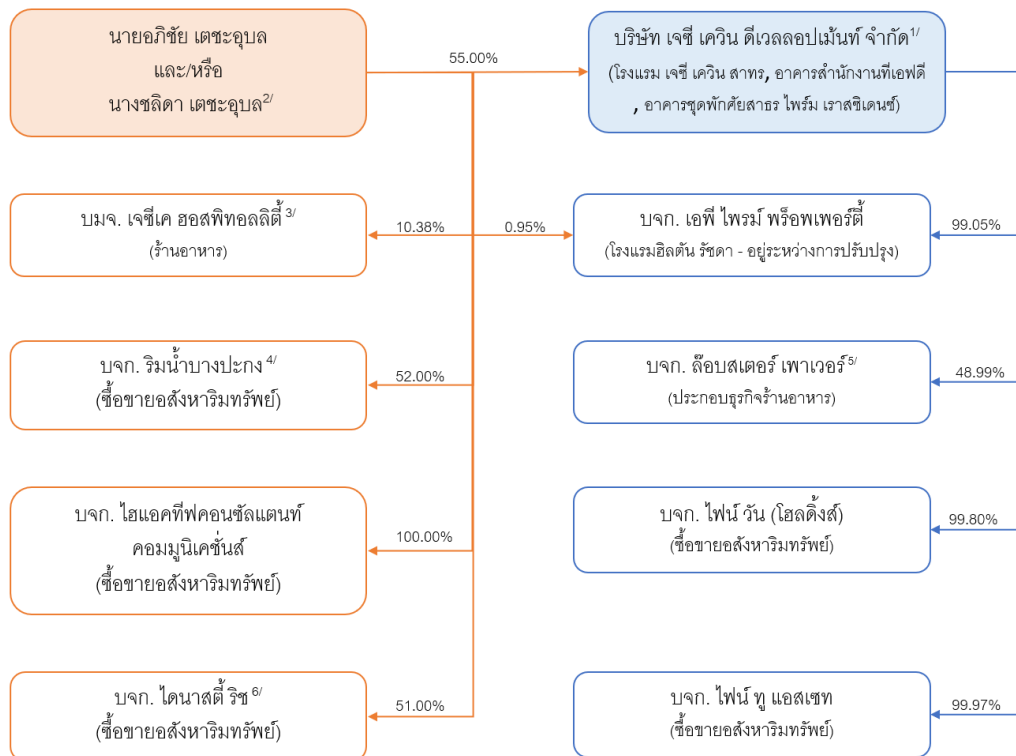 นายอภิชัย เตชะอุบล
และ/หรือ
นางชลิดา เตชะอุบล2/
55.00%
บริษัท เจซี เควิน ดีเวลลอปเม้นท์ จำกัด1/
(โรงแรม เจซี เควิน สาทร, อาคารสำนักงานทีเอฟดี
, อาคารชุดพักศัยสาธร ไพร์ม เราสซิเดนซ์)
บมจ. เจซีเค ฮอสพิทอลลิตี้ 3/
(ร้านอาหาร)
10.38%
0.95%
บจก. เอพี ไพรม์ พร็อพเพอร์ตี้
(โรงแรมฮิลตัน รัชดา - อยู่ระหว่างการปรับปรุง)
99.05%
บจก. ริมน้ำบางปะกง 4/
(ซื้อขายอสังหาริมทรัพย์)
52.00%
บจก. ล๊อบสเตอร์ เพาเวอร์ 5/
(ประกอบธุรกิจร้านอาหาร)
48.99%
บจก. ไฮแอคทีฟคอนซัลแตนท์
คอมมูนิเคชั่นส์
(ซื้อขายอสังหาริมทรัพย์)
100.00%
บจก. ไฟน์ วัน (โฮลดิ้งส์)
(ซื้อขายอสังหาริมทรัพย์)
99.80%
บจก. ไดนาสตี้ ริช 6/
(ซื้อขายอสังหาริมทรัพย์)
51.00%
บจก. ไฟน์ ทู แอสเซท
(ซื้อขายอสังหาริมทรัพย์)
99.97%